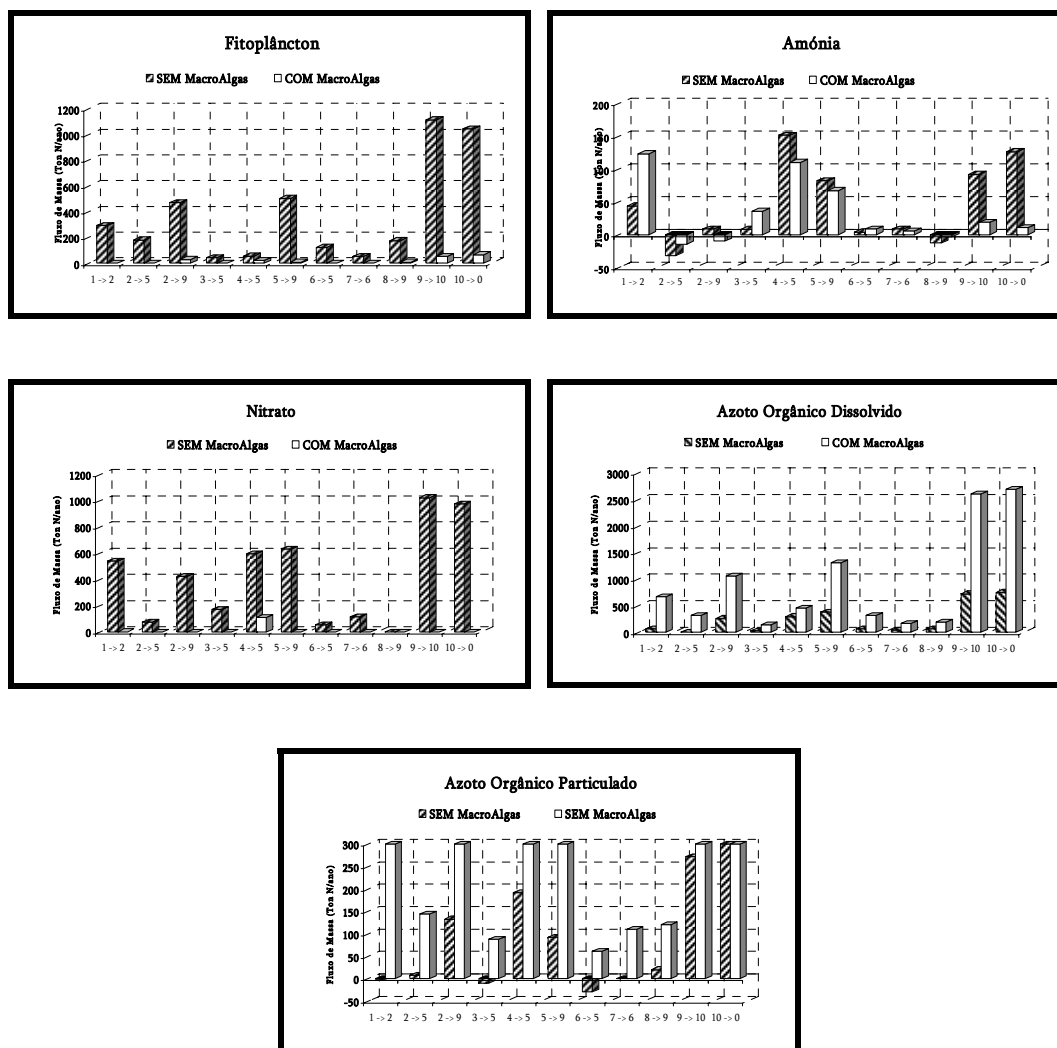 Fitoplâncton
SEM MacroAlgas COM MacroAlgas
Fluxo de Massa (Ton N/ano)
1200
1000
800
600
400
200
0
1 -> 2 2 -> 5 2 -> 9 3 -> 5 4 -> 5 5 -> 9 6 -> 5 7 -> 6 8 -> 9 9 -> 10 10 -> 0
Amónia
SEM MacroAlgas COM MacroAlgas
Fluxo de Massa (Ton N/ano)
200
150
100
50
0
-50
1 -> 2 2 -> 5 2 -> 9 3 -> 5 4 -> 5 5 -> 9 6 -> 5 7 -> 6 8 -> 9 9 -> 10 10 -> 0
Nitrato
SEM MacroAlgas COM MacroAlgas
Fluxo de Massa (Ton N/ano)
1200
1000
800
600
400
200
0
1 -> 2 2 -> 5 2 -> 9 3 -> 5 4 -> 5 5 -> 9 6 -> 5 7 -> 6 8 -> 9 9 -> 10 10 -> 0
Azoto Orgânico Dissolvido
SEM MacroAlgas COM MacroAlgas
Fluxo de Massa (Ton N/ano)
3000
2500
2000
1500
1000
500
0
1 -> 2 2 -> 5 2 -> 9 3 -> 5 4 -> 5 5 -> 9 6 -> 5 7 -> 6 8 -> 9 9 -> 10 10 -> 0
Azoto Orgânico Particulado
SEM MacroAlgas SEM MacroAlgas
Fluxo de Massa (Ton N/ano)
300
250
200
150
100
50
0
-50
1 -> 2 2 -> 5 2 -> 9 3 -> 5 4 -> 5 5 -> 9 6 -> 5 7 -> 6 8 -> 9 9 -> 10 10 -> 0